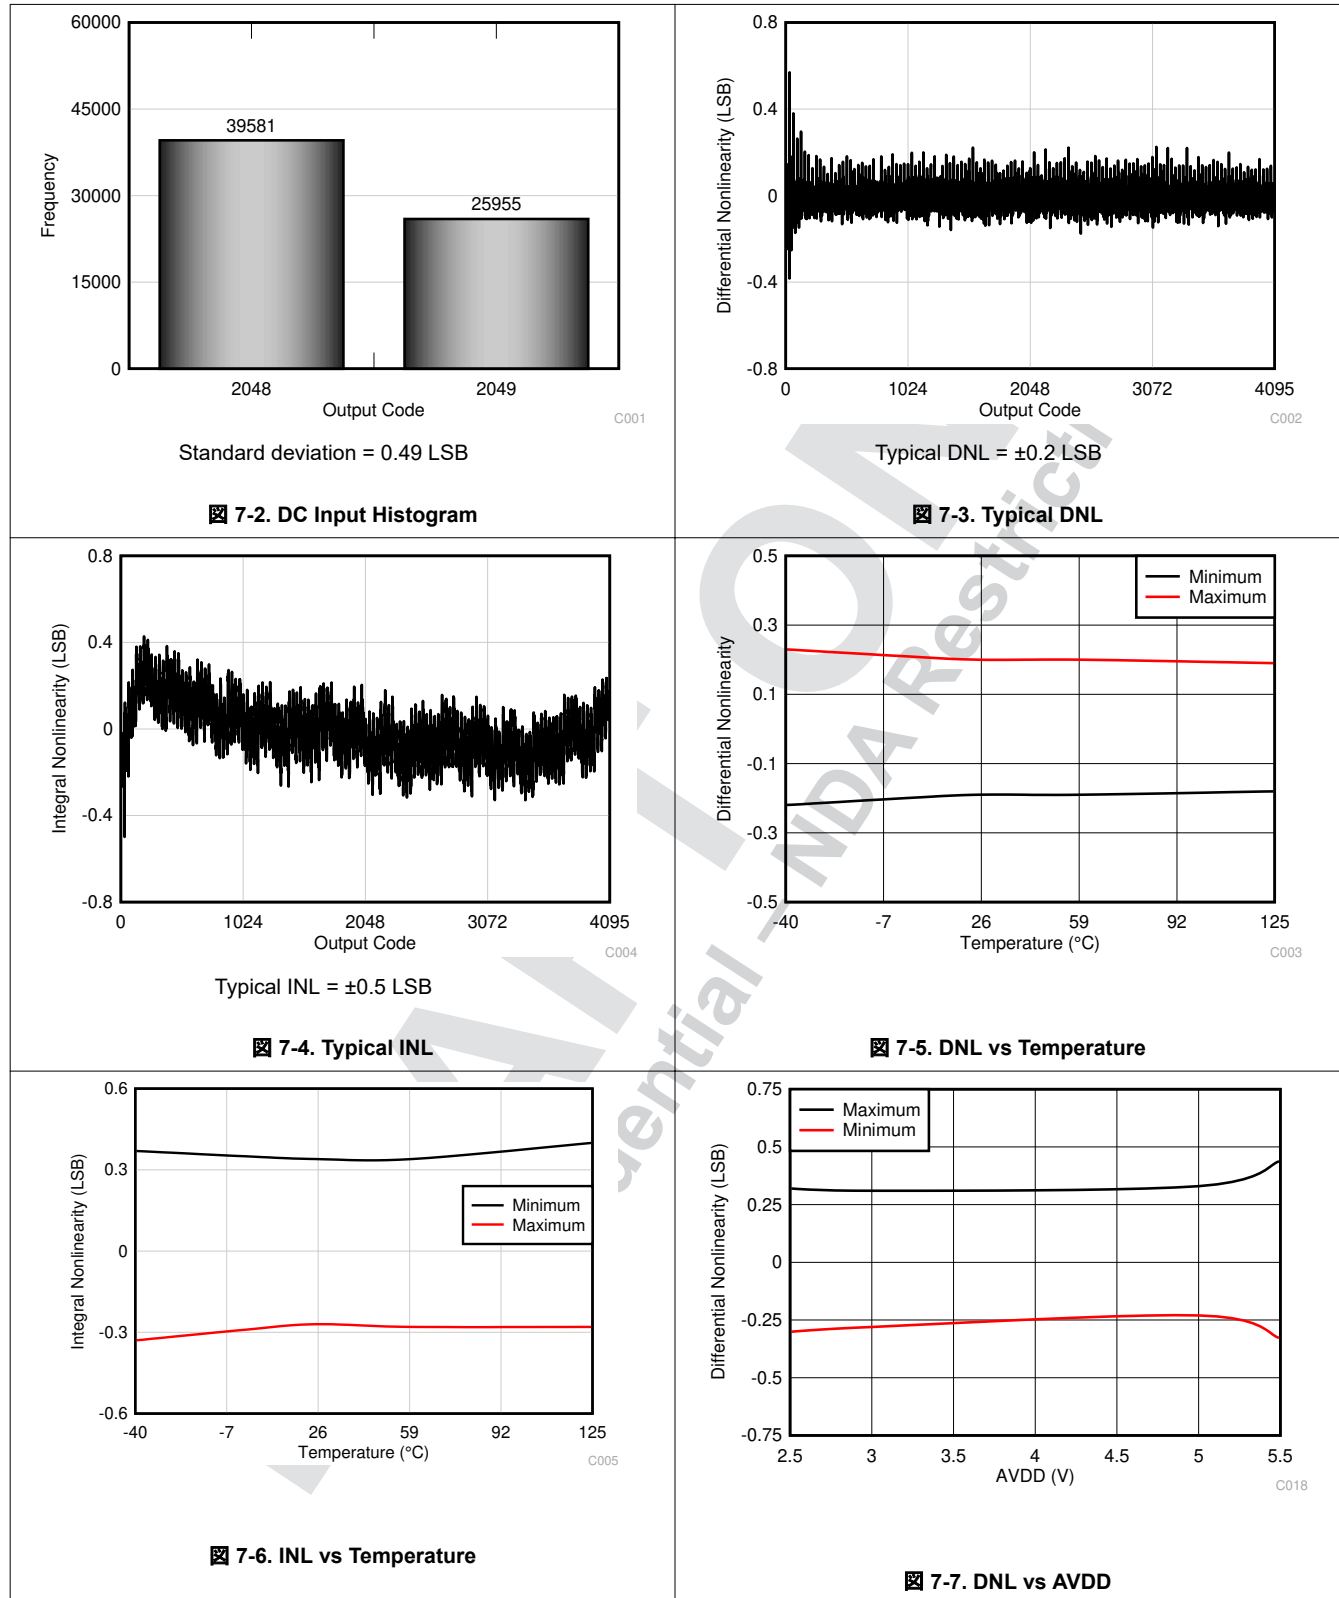 60000
45000
30000
15000
0
Frequency
39581
25955
2048
2049
Output Code
C001
Standard deviation = 0.49 LSB
図 7-2. DC Input Histogram
0.8
0.4
0
-0.4
-0.8
Differential Nonlinearity (LSB)
0
1024
2048
3072
4095
Output Code
C002
Typical DNL = ±0.2 LSB
図 7-3. Typical DNL
0.8
0.4
0
-0.4
-0.8
Integral Nonlinearity (LSB)
0
1024
2048
3072
4095
Output Code
C004
Typical INL = ±0.5 LSB
図 7-4. Typical INL
0.5
0.3
0.1
-0.1
-0.3
-0.5
Differential Nonlinearity
Minimum
Maximum
-40
-7
26
59
92
125
Temperature (°C)
C003
図 7-5. DNL vs Temperature
0.6
0.3
0
-0.3
-0.6
Integral Nonlinearity (LSB)
Minimum
Maximum
-40
-7
26
59
92
125
Temperature (°C)
C005
図 7-6. INL vs Temperature
0.75
0.5
0.25
0
-0.25
-0.5
-0.75
Differential Nonlinearity (LSB)
Maximum
Minimum
2.5
3
3.5
4
4.5
5
5.5
AVDD (V)
C018
図 7-7. DNL vs AVDD
– NDA